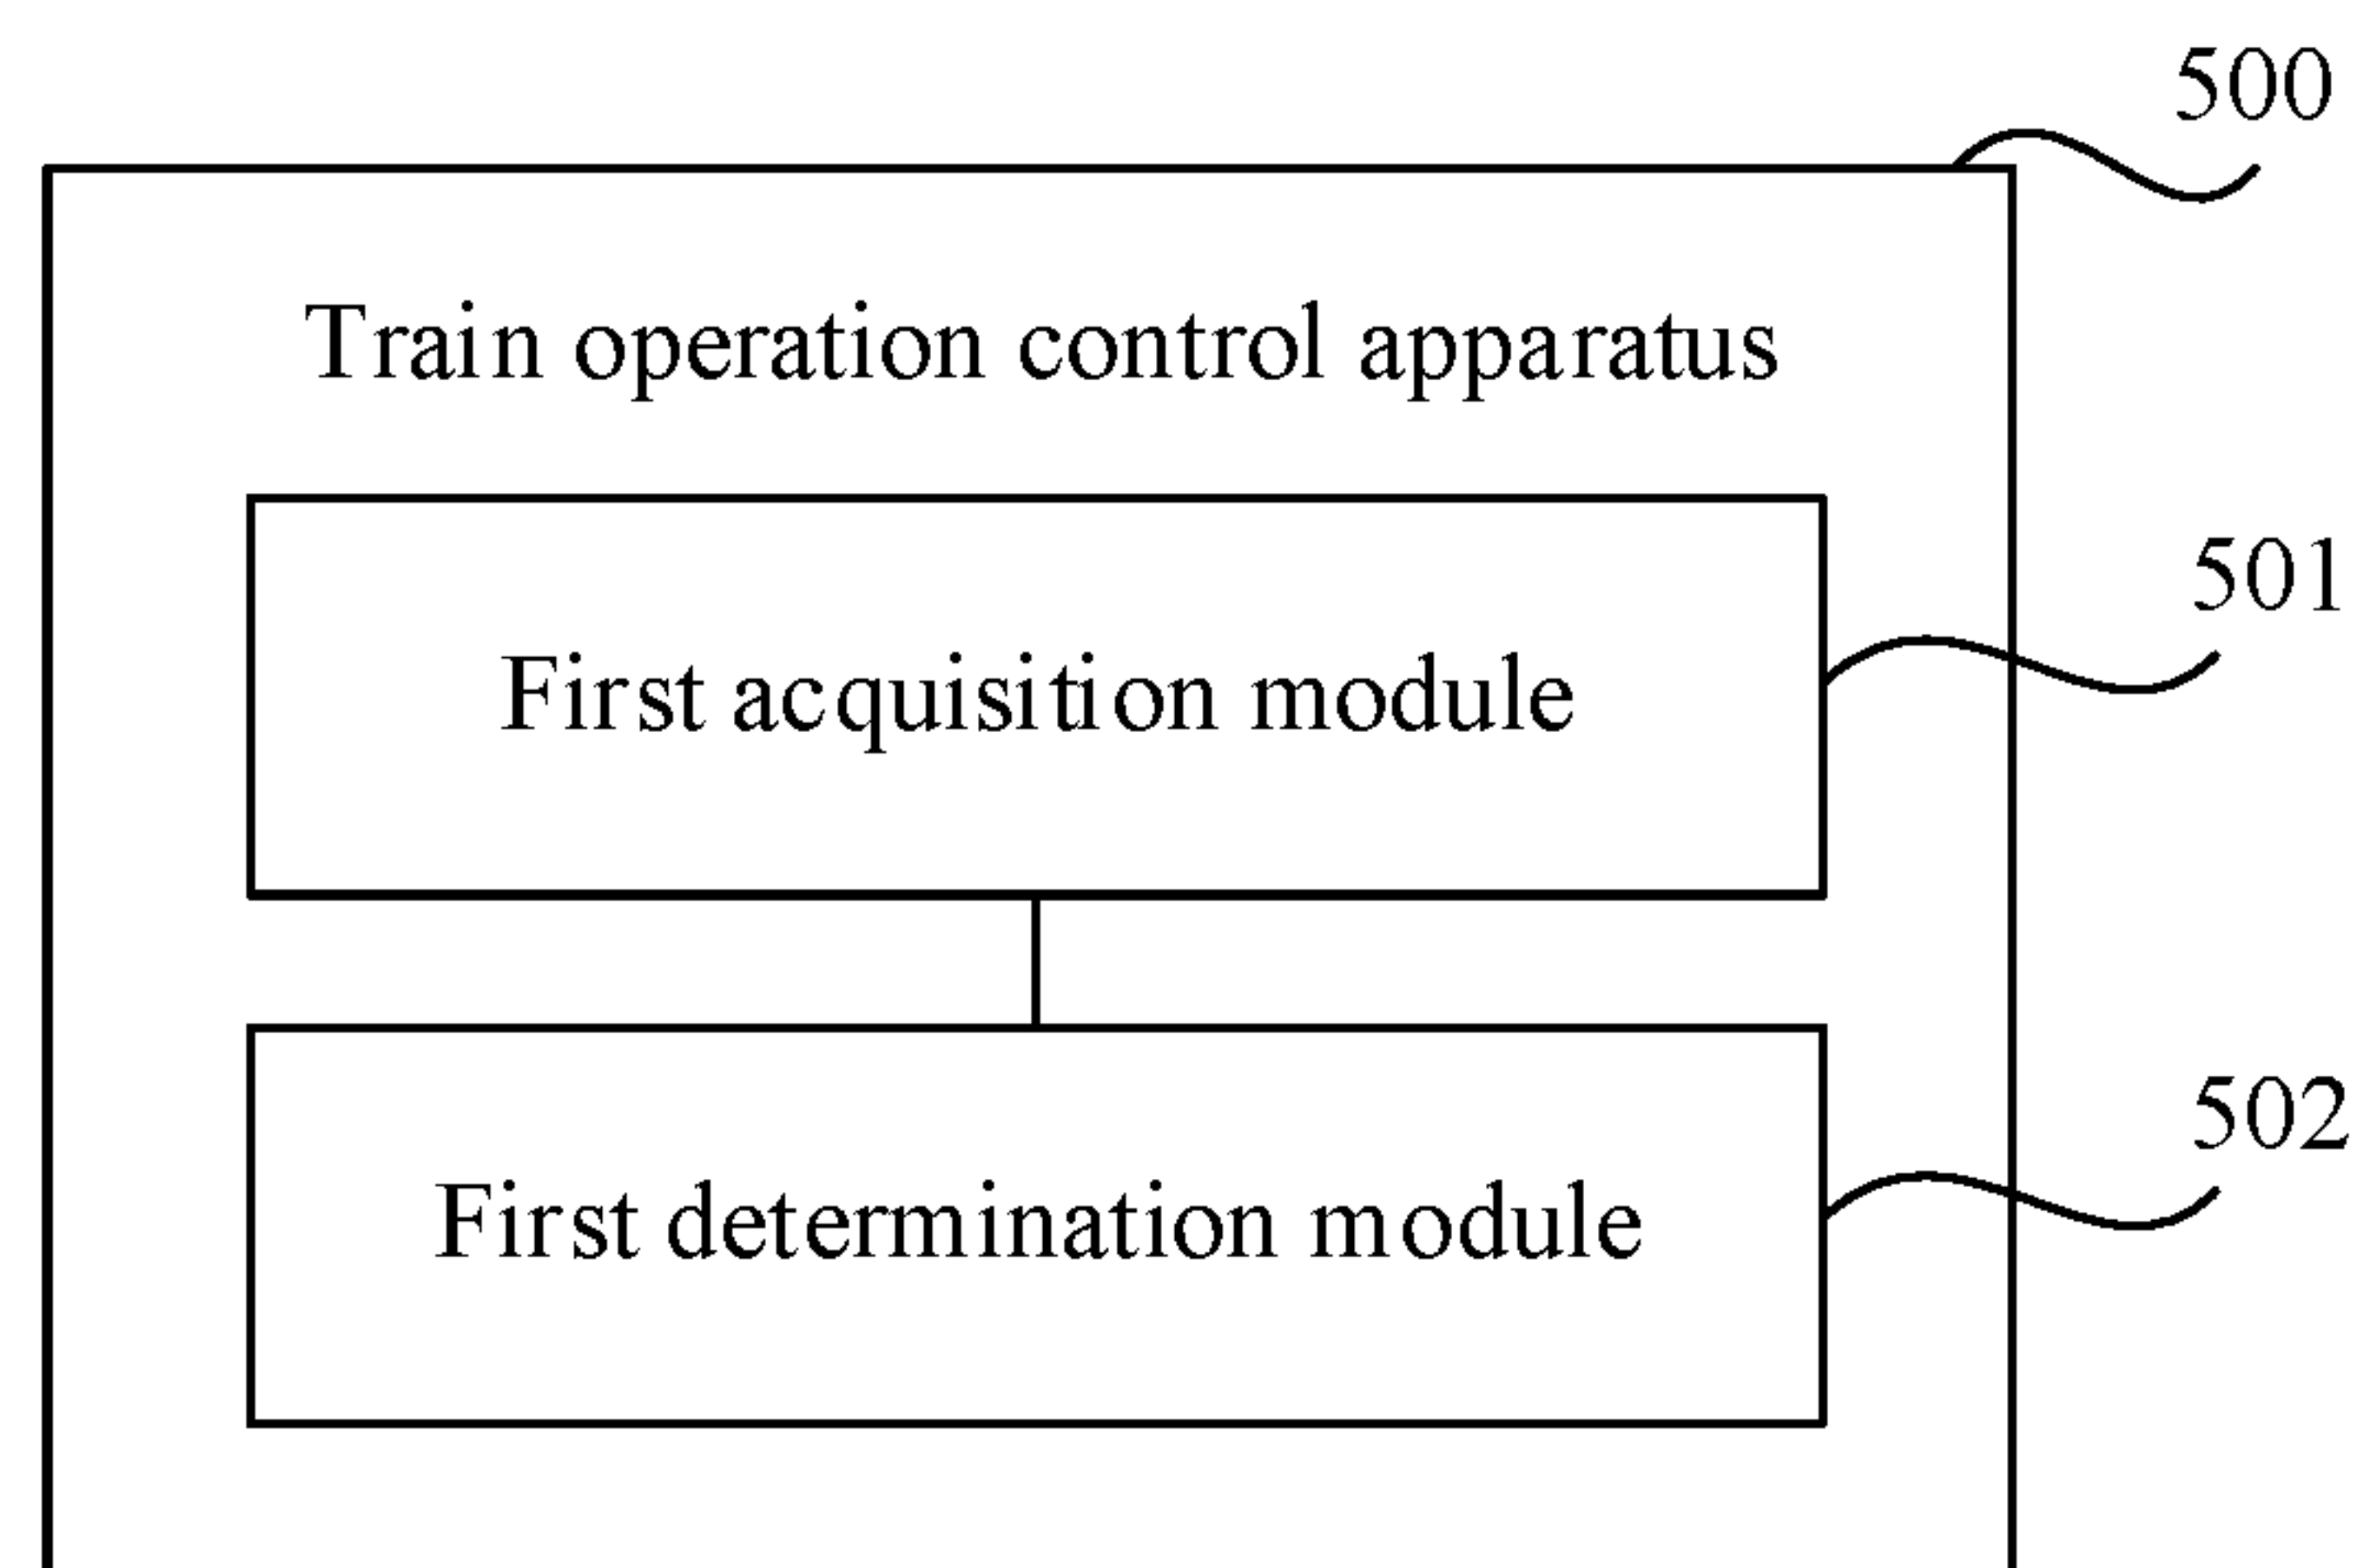 500
Train operation control apparatus
501
First acquisition module
502
First determination module